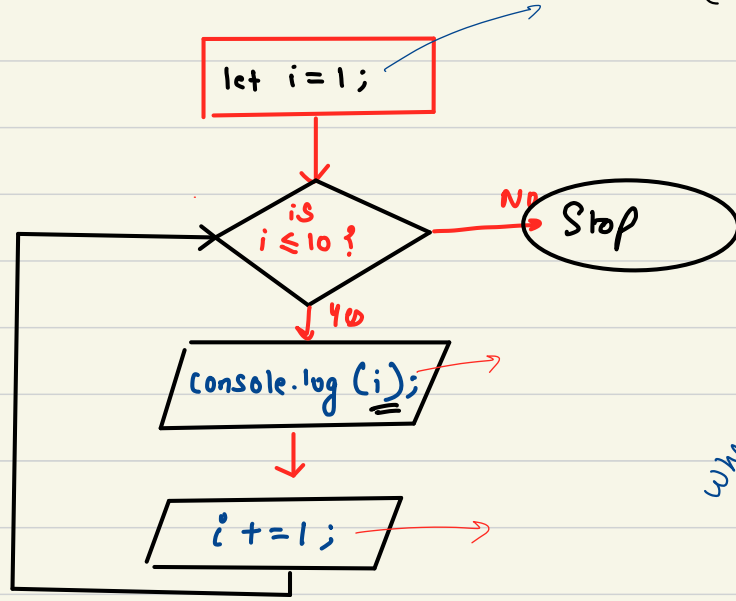 let i = 1 ;
is
i ≤ 10 ?
No
Stop
Yes
console.log (i);
i += 1 ;